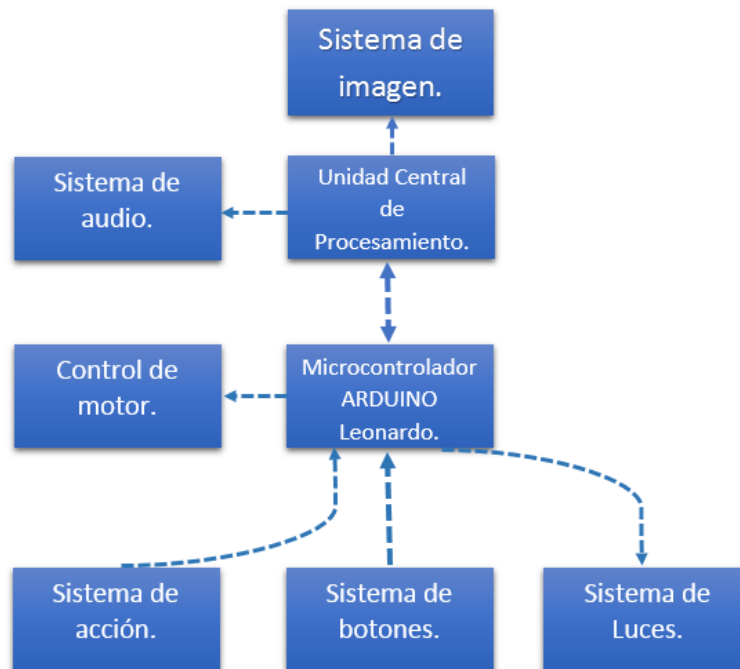 Sistema de
imagen.
Sistema de
audio.
Unidad Central
de
Procesamiento.
Control de
motor.
Microcontrolador
ARDUINO
Leonardo.
Sistema de
acción.
Sistema de
botones.
Sistema de
Luces.